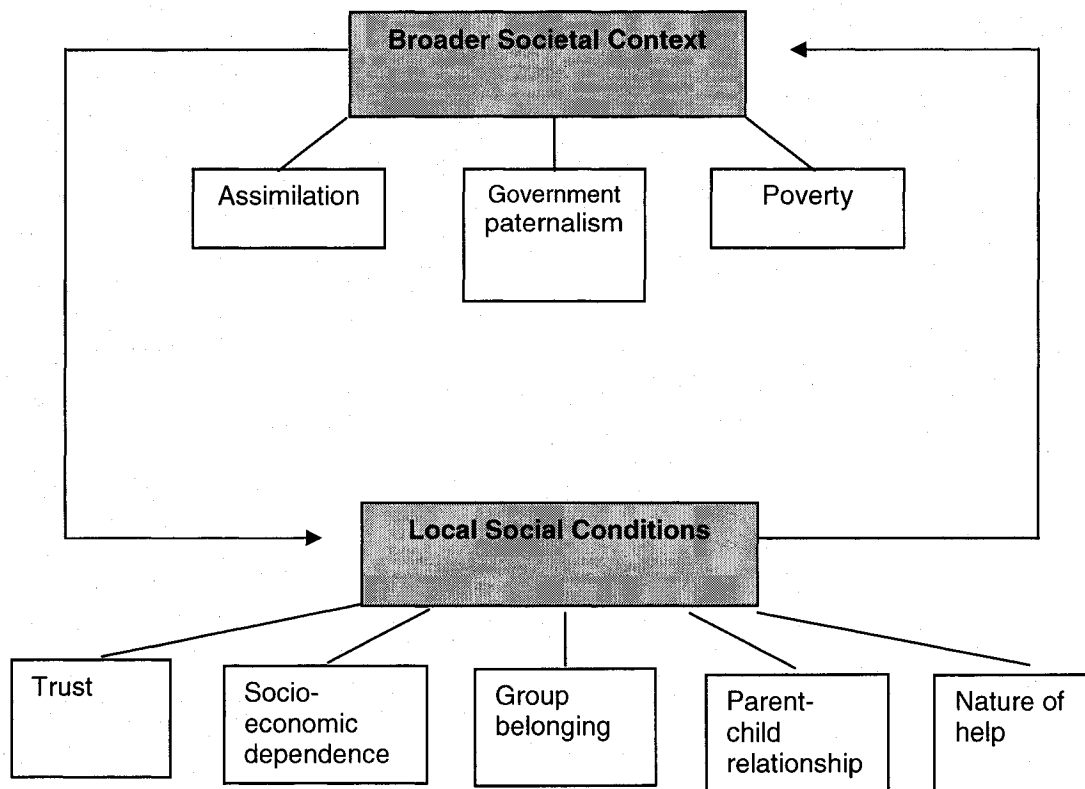 Broader Societal Context
Assimilation
Government
paternalism
Poverty
Local Social Conditions
Trust
Socio-
economic
dependence
Group
belonging
Parent-
child
relationship
Nature of
help